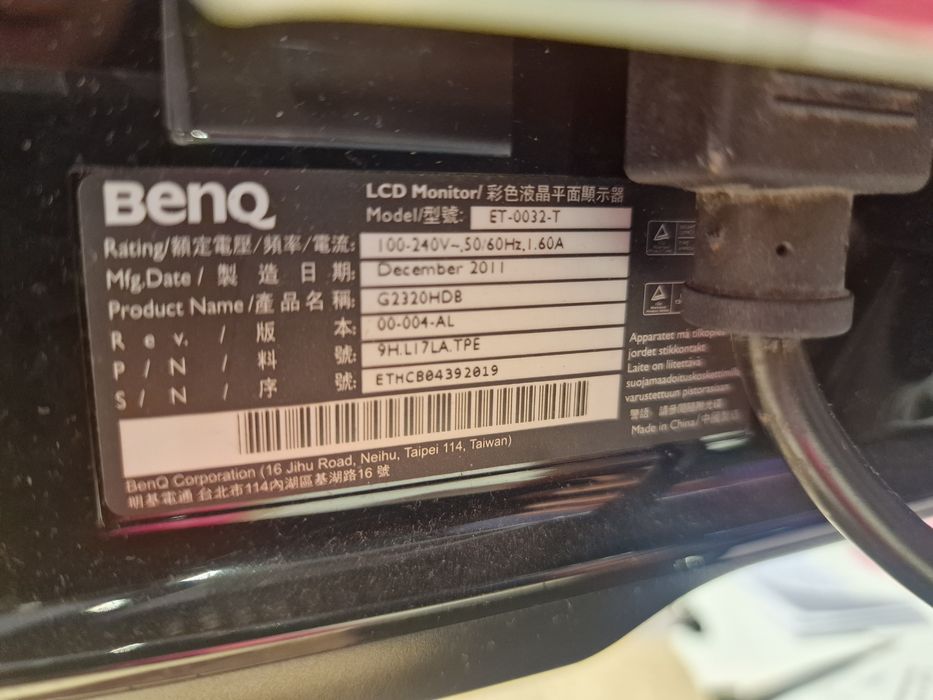 BenQ
LCD Monitor/ 彩色液晶平面顯示器
Model/型號: ET-0032-T
Rating/額定電壓/頻率/電流: 100-240V~,50/60Hz,1.60A
Mfg.Date / 製造日期: December 2011
Product Name/產品名稱: G2320HDB
Rev. / 版本: 00-004-AL
P/N / 料號: 9H.L17LA.TPE
S/N / 序號: ETHCB04392019
BenQ Corporation (16 Jihu Road, Neihu, Taipei 114, Taiwan)
明基電通 台北市114內湖區基湖路16 號
Apparatet må tilkoples
jordet stikkontakt
Laite on liitettävä
suojamaadoituskoskettimilla
varustettuun pistorasiaan
Made in China/中國製造